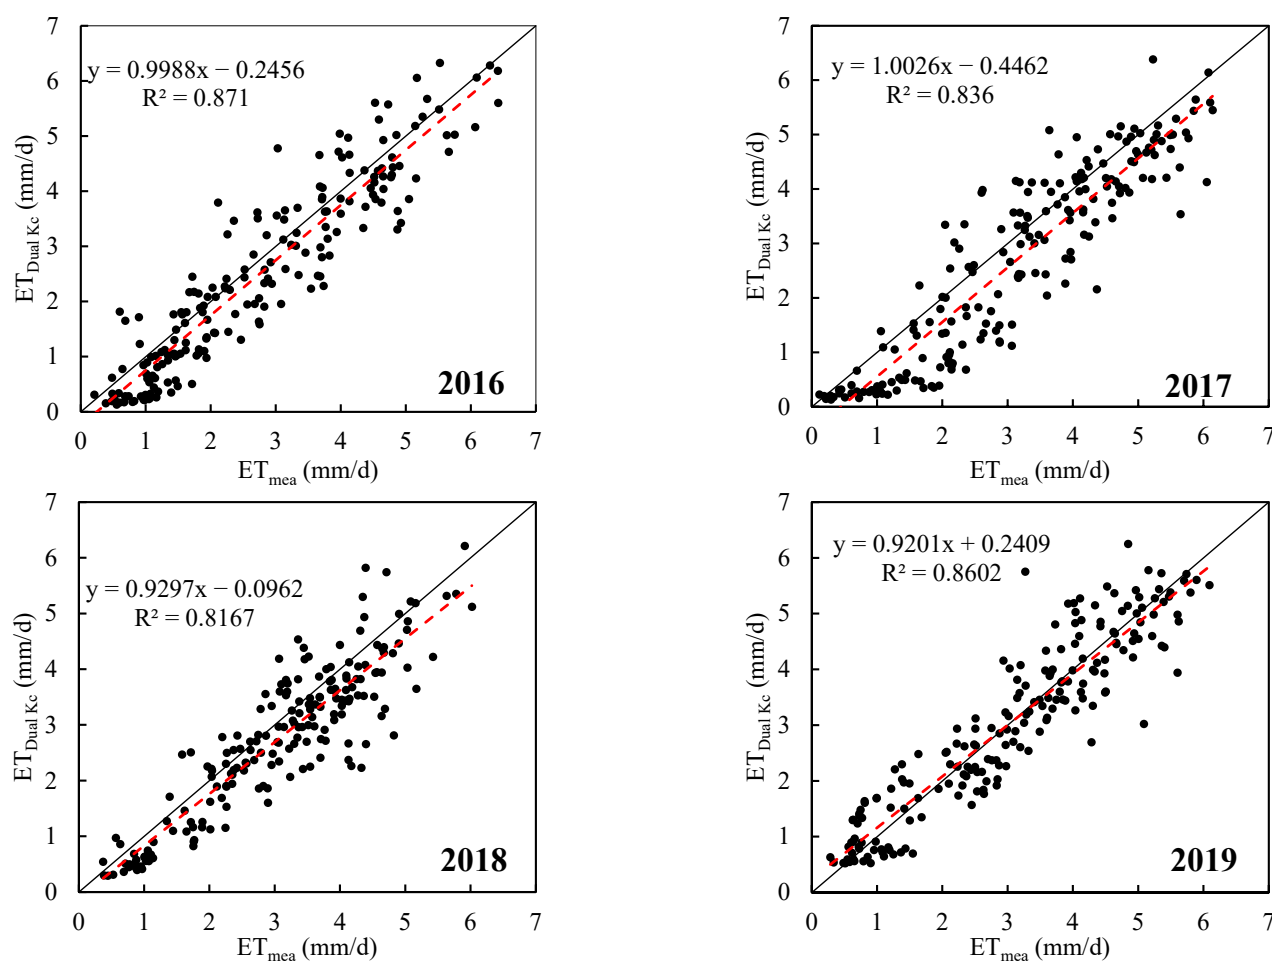 7
6
5
4
3
2
1
0
ET_Dual Kc (mm/d)
y = 0.9988x − 0.2456
R² = 0.871
2016
0 1 2 3 4 5 6 7
ET_mea (mm/d)
7
6
5
4
3
2
1
0
ET_Dual Kc (mm/d)
y = 1.0026x − 0.4462
R² = 0.836
2017
0 1 2 3 4 5 6 7
ET_mea (mm/d)
7
6
5
4
3
2
1
0
ET_Dual Kc (mm/d)
y = 0.9297x − 0.0962
R² = 0.8167
2018
0 1 2 3 4 5 6 7
ET_mea (mm/d)
7
6
5
4
3
2
1
0
ET_Dual Kc (mm/d)
y = 0.9201x + 0.2409
R² = 0.8602
2019
0 1 2 3 4 5 6 7
ET_mea (mm/d)